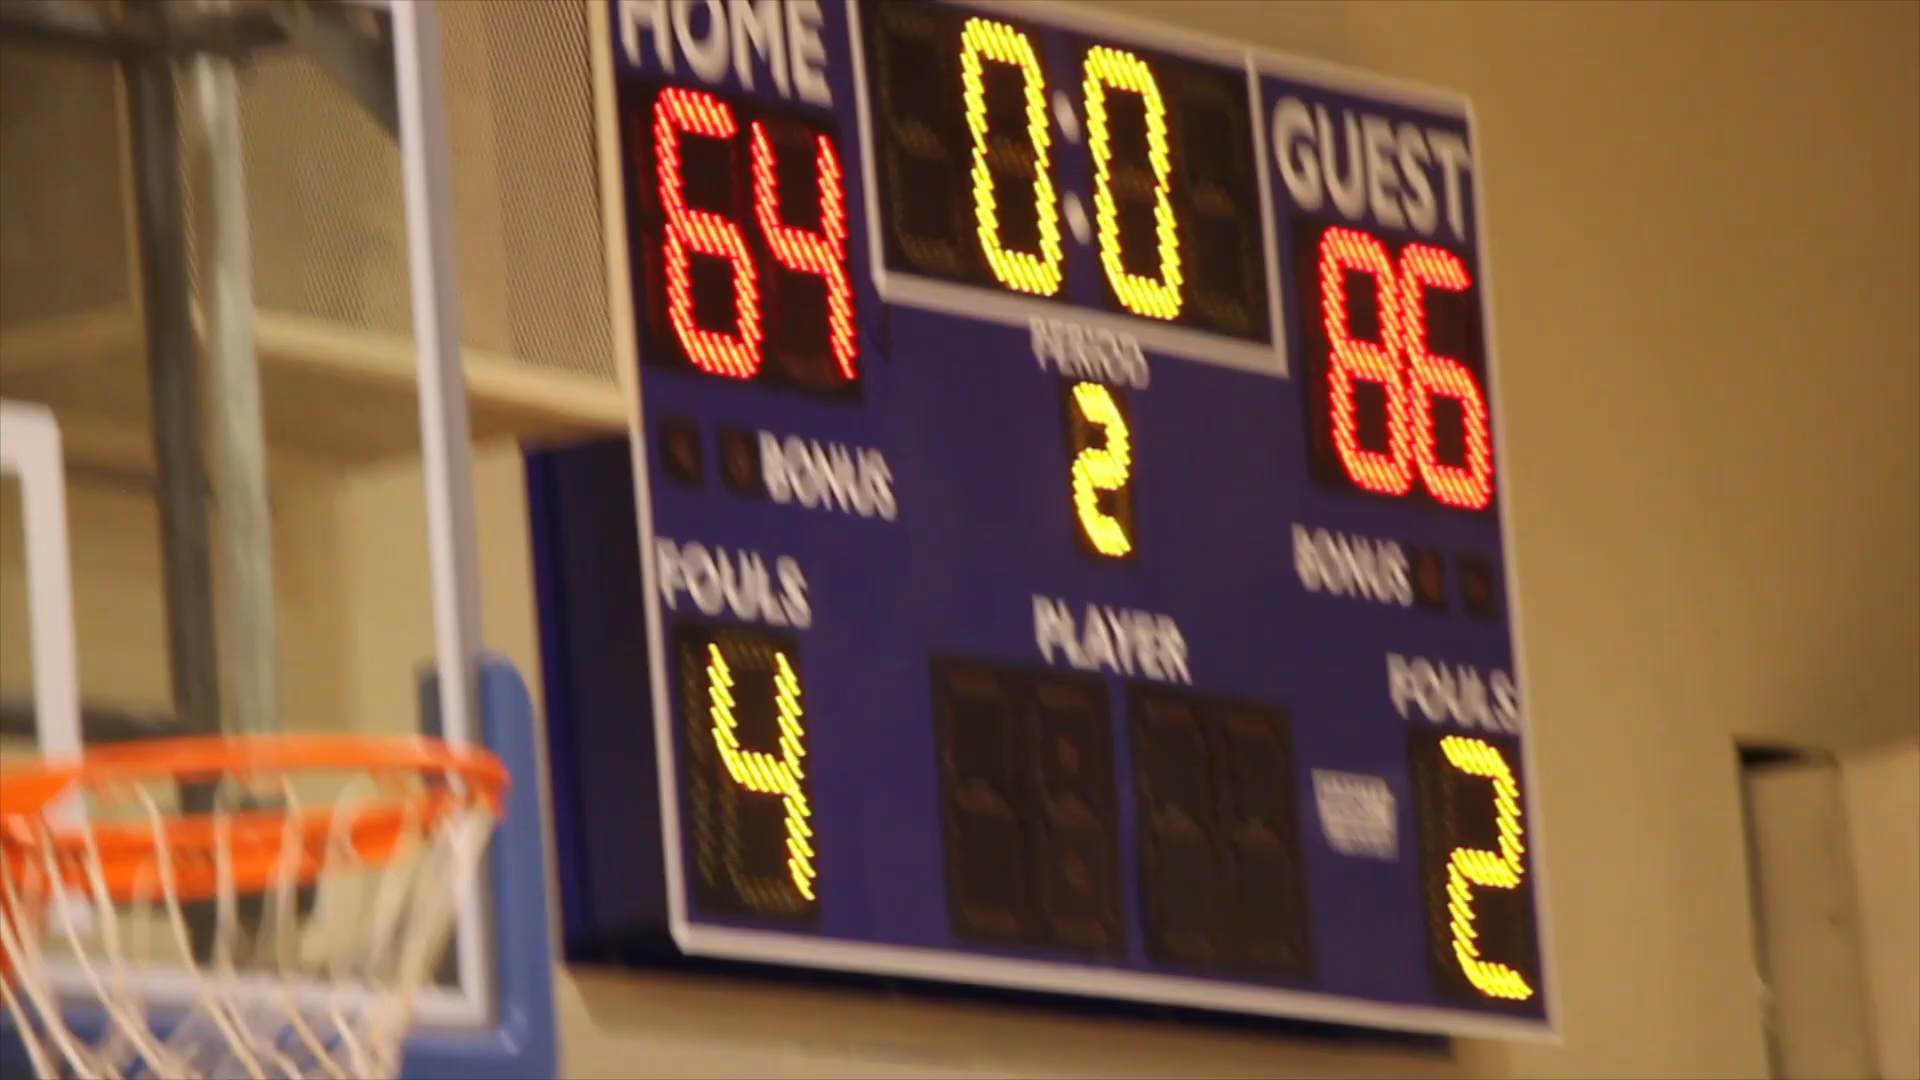 HOME
64
0:0
GUEST
86
PERIOD
2
BONUS
BONUS
FOULS
4
PLAYER
FOULS
2